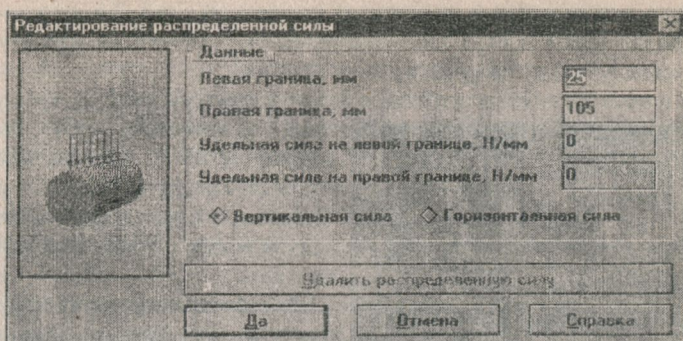 Редактирование распределенной силы
Данные
Левая граница, мм 25
Правая граница, мм 105
Удельная сила на левой границе, Н/мм 0
Удельная сила на правой границе, Н/мм 0
Вертикальная сила Горизонтальная сила
Удалить распределенную силу
Да Отмена Справка